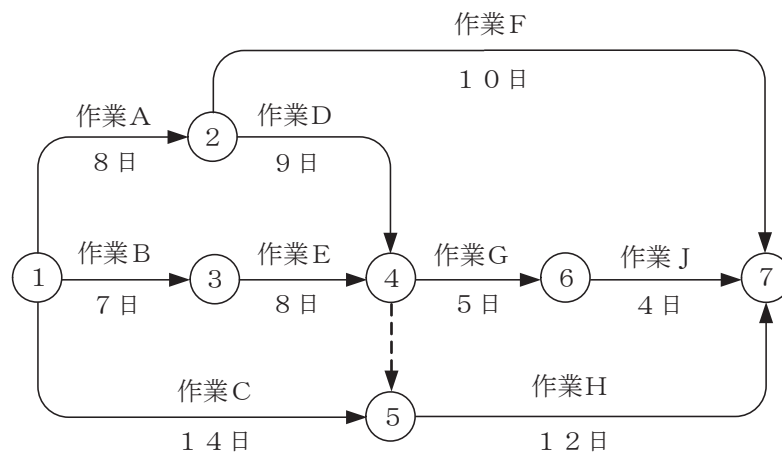 作業F
１０日
作業A
８日
２
作業D
９日
１
作業B
７日
３
作業E
８日
４
作業G
５日
６
作業J
４日
７
作業C
１４日
５
作業H
１２日